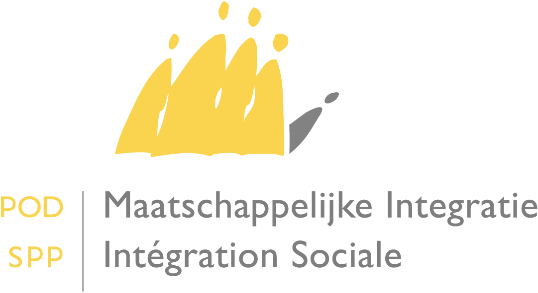 POD Maatschappelijke Integratie
SPP Intégration Sociale